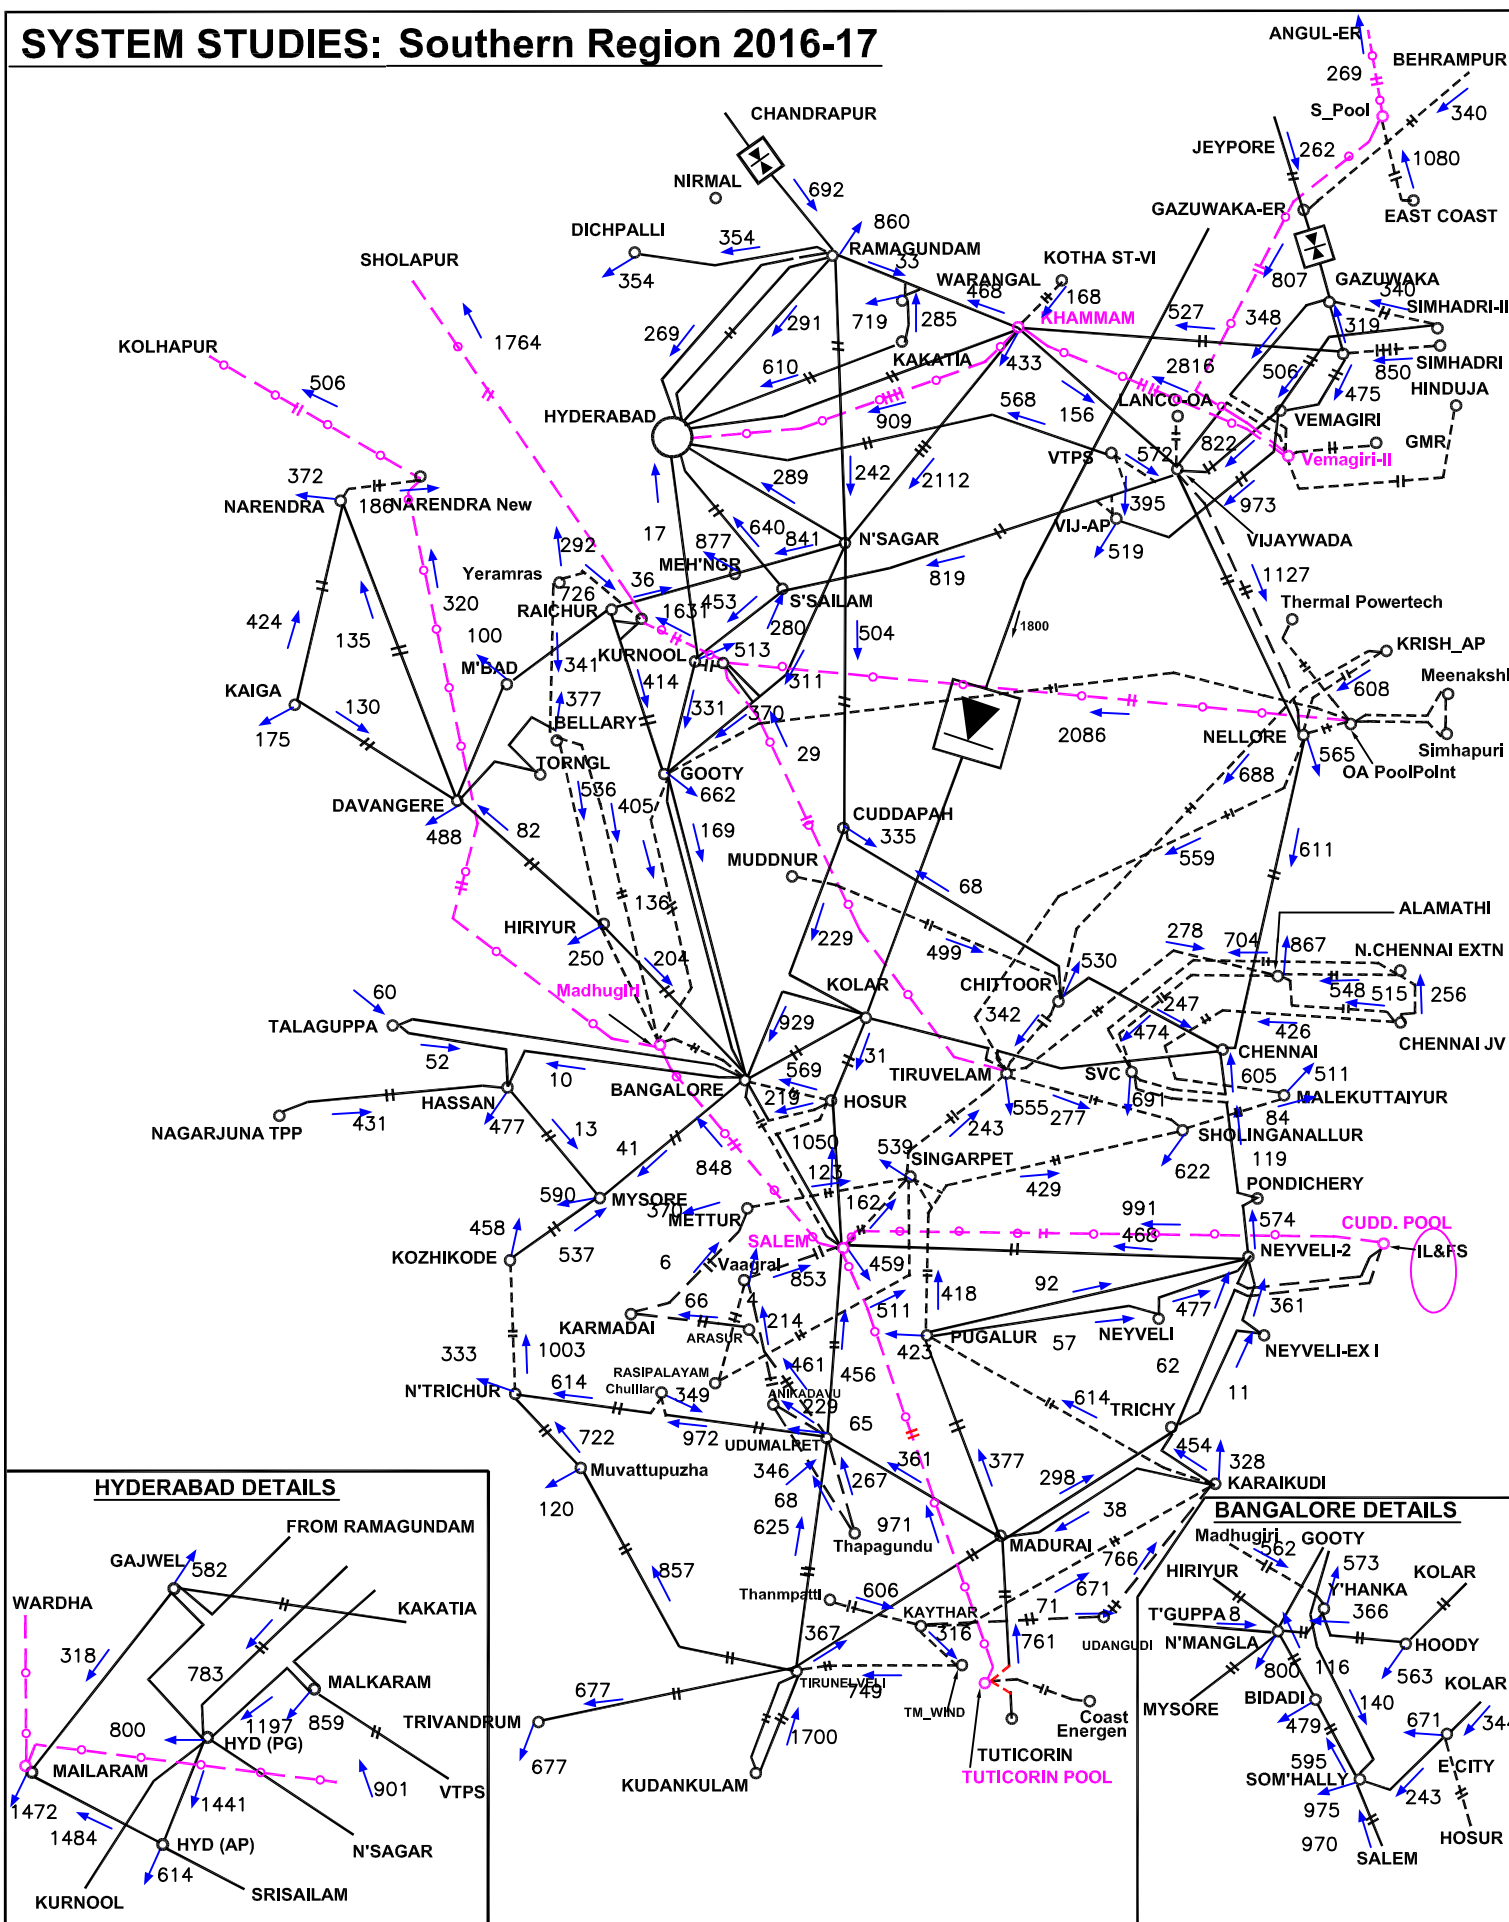 SYSTEM STUDIES: Southern Region 2016-17
ANGUL-ER
BEHRAMPUR
269
S_Pool
340
CHANDRAPUR
JEYPORE
262
1080
NIRMAL
692
GAZUWAKA-ER
EAST COAST
DICHPALLI
354
860
RAMAGUNDAM
354
33
KOTHA ST-VI
SHOLAPUR
WARANGAL
468
168
807
GAZUWAKA
340
SIMHADRI-II
KHAMMAM
527
348
319
269
291
719
285
1764
KOLHAPUR
KAKATIA
433
2816
506
850
SIMHADRI
610
475
HINDUJA
506
568
156
LANCO-OA
HYDERABAD
909
VEMAGIRI
822
GMR
VTPS
572
Vemagiri-II
372
289
242
2112
NARENDRA
186
NARENDRA New
395
973
17
640
841
N'SAGAR
VIJ-AP
519
VIJAYWADA
292
877
MEH'NGR
Yeramras
36
726
819
1127
RAICHUR
453
S'SAILAM
Thermal Powertech
424
320
1631
280
504
1800
KRISH_AP
135
100
KURNOOL
513
M'BAD
341
414
311
Meenakshi
KAIGA
377
608
130
331
370
BELLARY
175
29
2086
NELLORE
Simhapuri
TORNGL
GOOTY
688
565
OA PoolPoint
536
662
DAVANGERE
405
CUDDAPAH
488
82
169
335
MUDDNUR
559
611
68
136
ALAMATHI
HIRIYUR
229
278
704
250
204
499
867
N.CHENNAI EXTN
Madhugiri
KOLAR
CHITTOOR
530
548
515
256
60
247
TALAGUPPA
929
342
474
426
CHENNAI JV
52
31
CHENNAI
10
569
TIRUVELAM
SVC
605
511
BANGALORE
HASSAN
219
HOSUR
555
277
691
MALEKUTTAIYUR
NAGARJUNA TPP
431
477
13
41
1050
243
84
848
123
539
SHOLINGANALLUR
SINGARPET
622
119
590
MYSORE
370
162
429
PONDICHERY
METTUR
991
458
574
CUDD. POOL
KOZHIKODE
537
SALEM
468
NEYVELI-2
IL&FS
6
459
Vaagrai
853
92
66
4
511
418
477
361
KARMADAI
214
ARASUR
423
PUGALUR
NEYVELI
57
NEYVELI-EX I
333
1003
461
456
62
RASIPALAYAM
N'TRICHUR
614
Chulliar
349
ANIKADAVU
229
614
11
TRICHY
65
722
972
UDUMALPET
361
377
454
328
Muvattupuzha
346
267
298
KARAIKUDI
120
68
625
971
38
MADURAI
Thapagundu
857
766
Thanmpatti
606
671
KAYTHAR
71
367
316
761
UDANGUDI
TIRUNELVELI
677
749
TRIVANDRUM
TM_WIND
Coast
Energen
677
1700
TUTICORIN
KUDANKULAM
TUTICORIN POOL
HYDERABAD DETAILS
FROM RAMAGUNDAM
GAJWEL
582
WARDHA
KAKATIA
318
783
MALKARAM
800
1197
859
HYD (PG)
MAILARAM
901
VTPS
1472
1441
1484
HYD (AP)
N'SAGAR
614
KURNOOL
SRISAILAM
BANGALORE DETAILS
Madhugiri
GOOTY
562
HIRIYUR
573
KOLAR
Y'HANKA
T'GUPPA
8
366
N'MANGLA
HOODY
800
116
563
BIDADI
140
KOLAR
MYSORE
479
671
344
595
E CITY
SOM'HALLY
243
975
970
HOSUR
SALEM